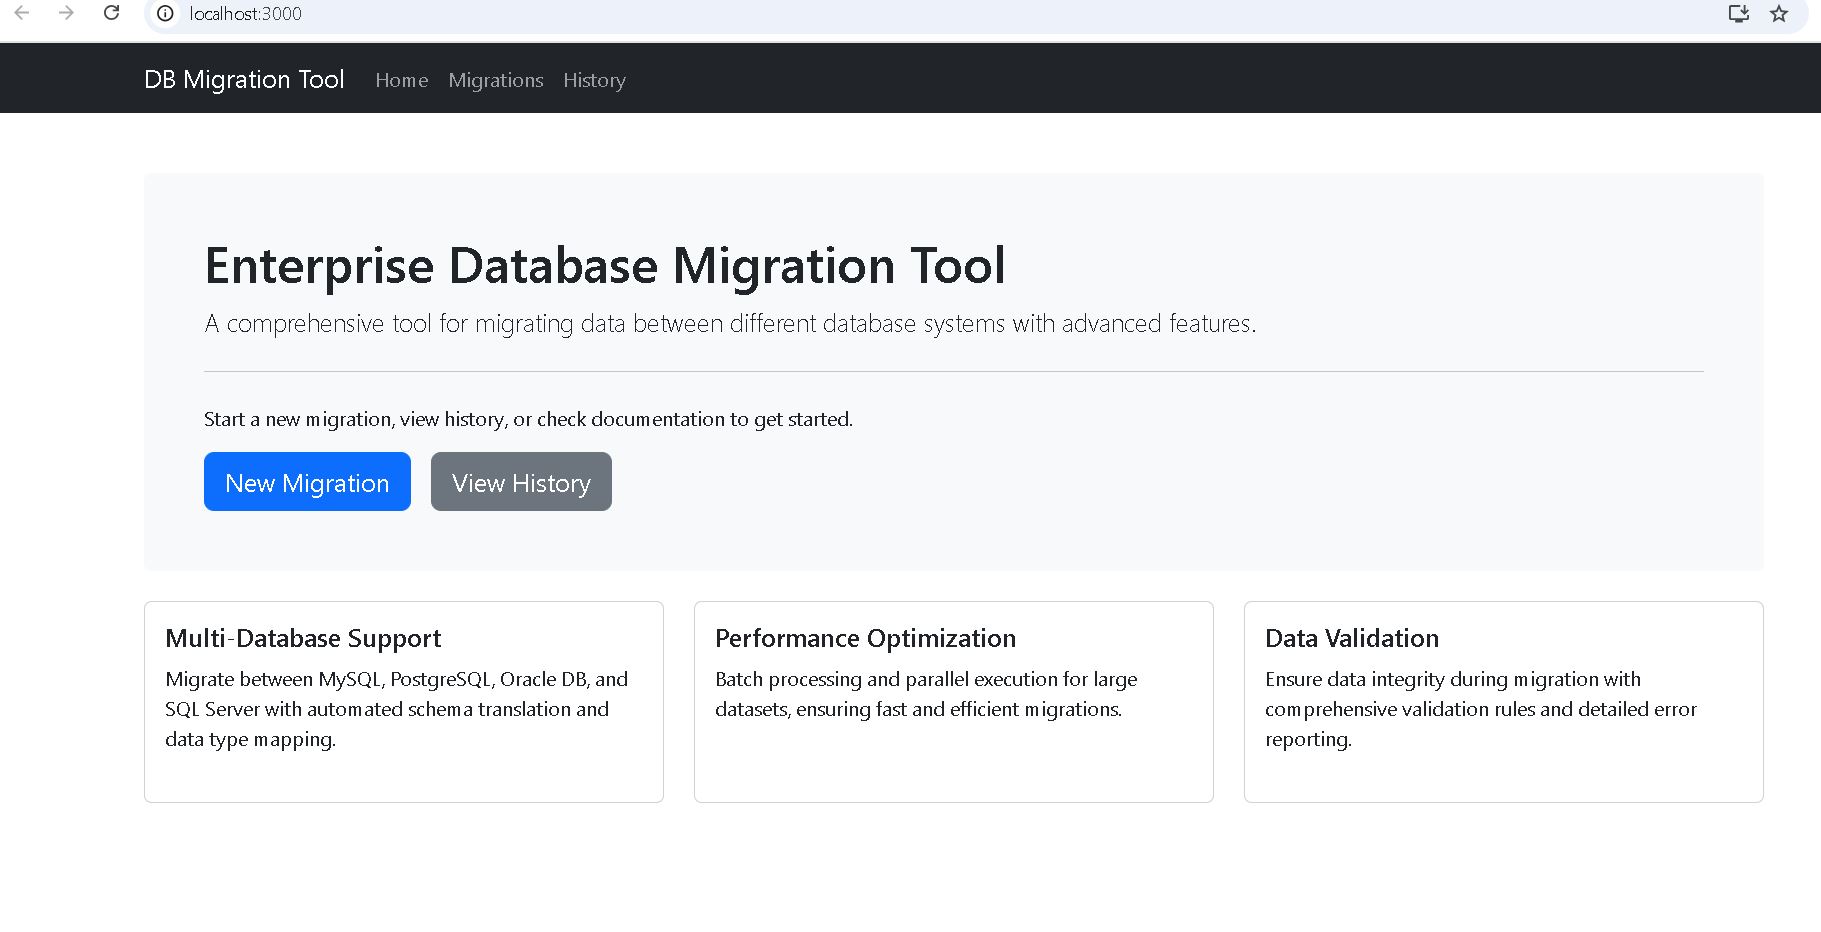 localhost:3000
DB Migration Tool Home Migrations History
Enterprise Database Migration Tool
A comprehensive tool for migrating data between different database systems with advanced features.
Start a new migration, view history, or check documentation to get started.
New Migration View History
Multi-Database Support
Migrate between MySQL, PostgreSQL, Oracle DB, and
SQL Server with automated schema translation and
data type mapping.
Performance Optimization
Batch processing and parallel execution for large
datasets, ensuring fast and efficient migrations.
Data Validation
Ensure data integrity during migration with
comprehensive validation rules and detailed error
reporting.